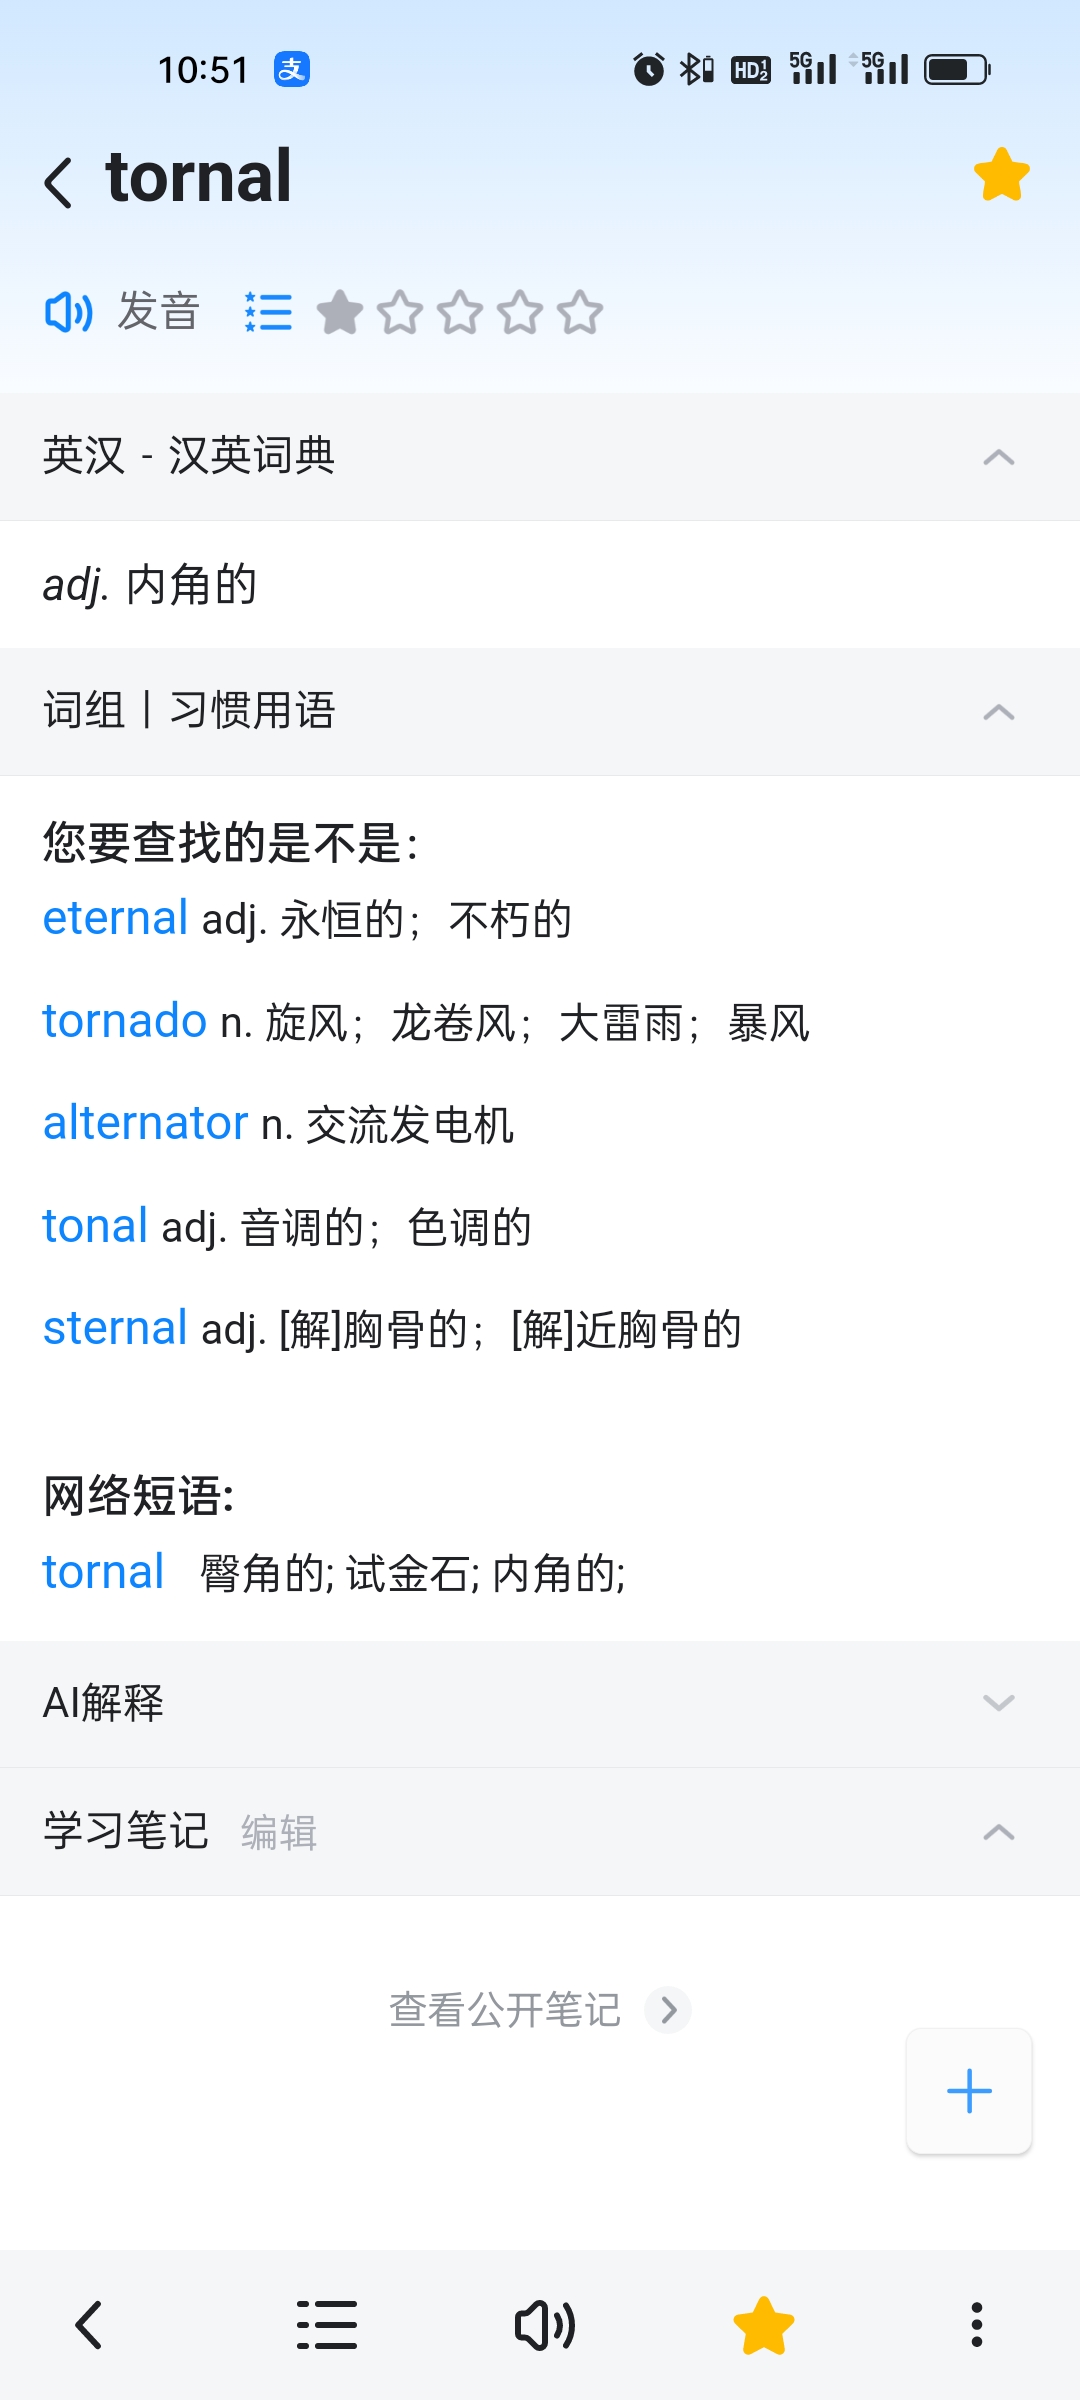 10:51 支 HD 1 2 5G 5G
tornal
发音
英汉 - 汉英词典
adj. 内角的
词组丨习惯用语
您要查找的是不是：
eternal adj. 永恒的； 不朽的
tornado n. 旋风； 龙卷风； 大雷雨； 暴风
alternator n. 交流发电机
tonal adj. 音调的； 色调的
sternal adj. [解]胸骨的； [解]近胸骨的
网络短语:
tornal 臀角的; 试金石; 内角的;
AI解释
学习笔记 编辑
查看公开笔记